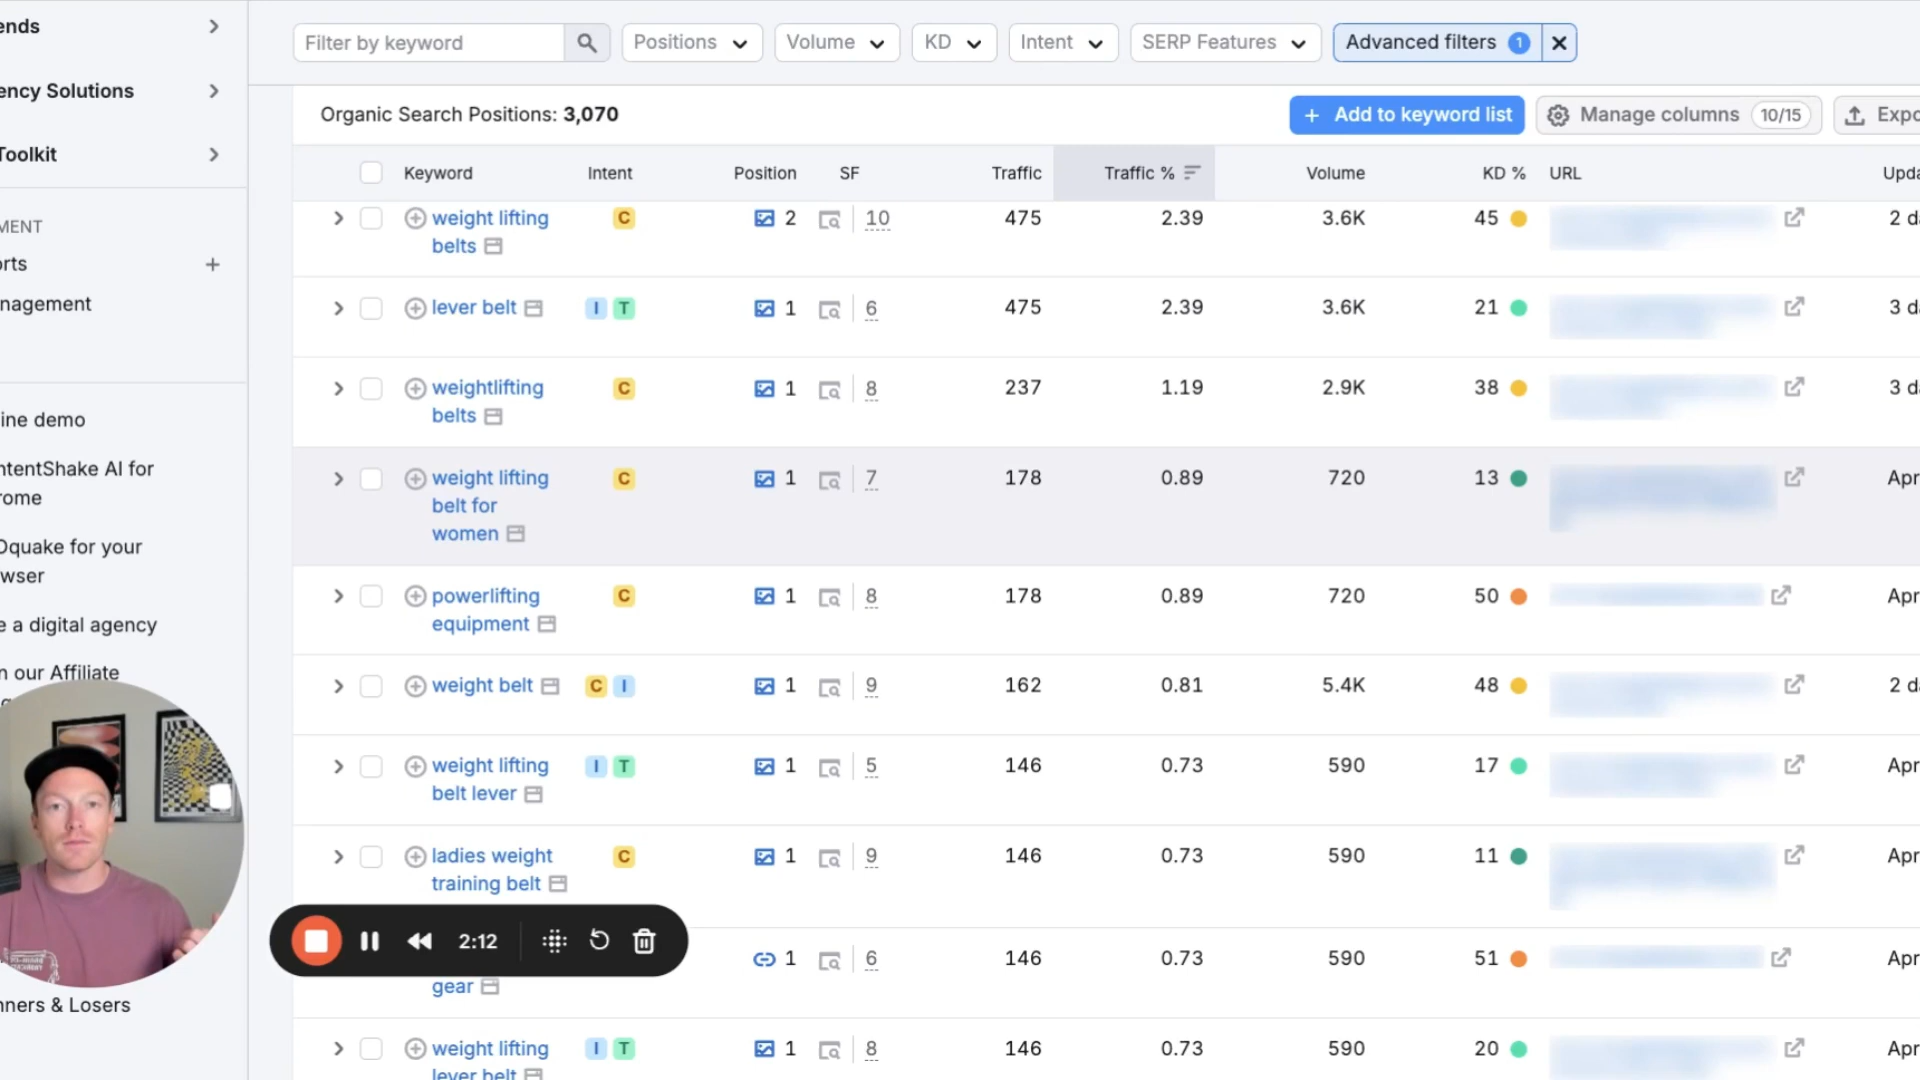 ends
Filter by keyword
Positions
Volume
KD
Intent
SERP Features
Advanced filters 1
ency Solutions
Toolkit
MENT
orts
nagement
ine demo
ntentShake AI for
rome
Oquake for your
wser
e a digital agency
n our Affiliate
nners & Losers
Organic Search Positions: 3,070
+ Add to keyword list
Manage columns 10/15
Expo
Keyword Intent Position SF Traffic Traffic % Volume KD % URL Upda
weight lifting C 2 10 475 2.39 3.6K 45 2 da
belts
lever belt I T 1 6 475 2.39 3.6K 21 3 da
weightlifting C 1 8 237 1.19 2.9K 38 3 da
belts
weight lifting C 1 7 178 0.89 720 13 Apr
belt for
women
powerlifting C 1 8 178 0.89 720 50 Apr
equipment
weight belt C I 1 9 162 0.81 5.4K 48 2 da
weight lifting I T 1 5 146 0.73 590 17 Apr
belt lever
ladies weight C 1 9 146 0.73 590 11 Apr
training belt
2:12
1 6 146 0.73 590 51 Apr
gear
weight lifting I T 1 8 146 0.73 590 20 Apr
lever belt